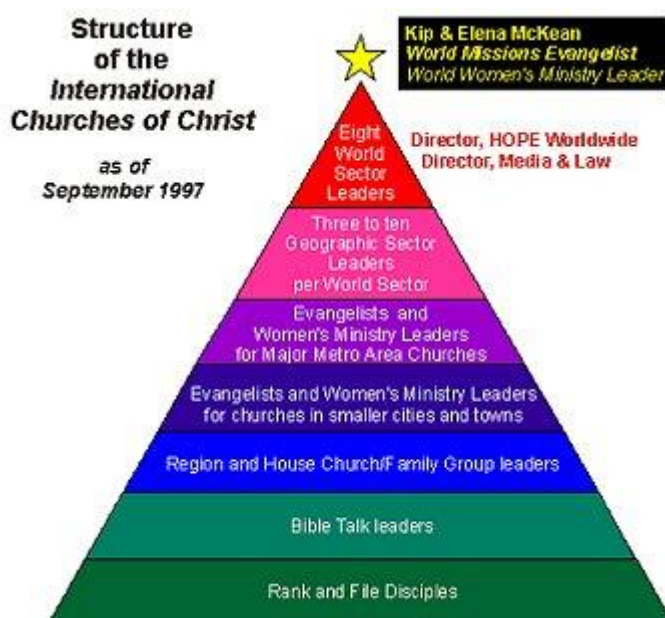 Structure
of the
International
Churches of Christ
as of
September 1997
Kip & Elena McKean
World Missions Evangelist
World Women's Ministry Leader
Eight
World
Sector
Leaders
Director, HOPE Worldwide
Director, Media & Law
Three to ten
Geographic Sector
Leaders
per World Sector
Evangelists and
Women's Ministry Leaders
for Major Metro Area Churches
Evangelists and Women's Ministry Leaders
for churches in smaller cities and towns
Region and House Church/Family Group leaders
Bible Talk leaders
Rank and File Disciples